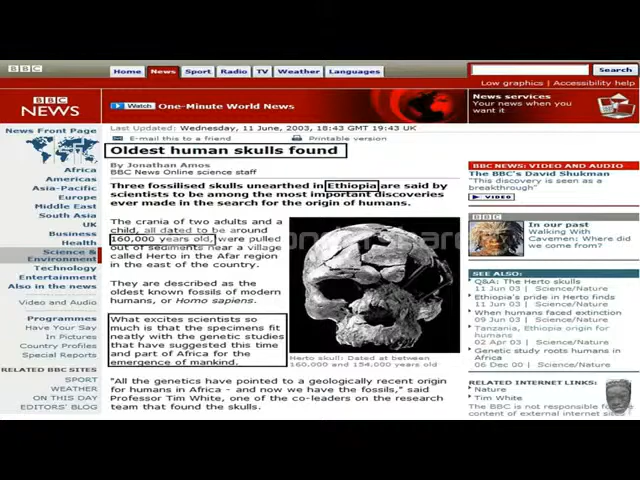 BBC
Home News Sport Radio TV Weather Languages
Search
Low graphics | Accessibility help
BBC
NEWS
Watch One-Minute World News
News services
Your news when you
want it
News Front Page
Africa
Americas
Asia-Pacific
Europe
Middle East
South Asia
UK
Business
Health
Science &
Environment
Technology
Entertainment
Also in the news
Video and Audio
Programmes
Have Your Say
In Pictures
Country Profiles
Special Reports
RELATED BBC SITES
SPORT
WEATHER
ON THIS DAY
EDITORS' BLOG
Last Updated: Wednesday, 11 June, 2003, 18:43 GMT 19:43 UK
E-mail this to a friend Printable version
Oldest human skulls found
By Jonathan Amos
BBC News Online science staff
Three fossilised skulls unearthed in Ethiopia are said by
scientists to be among the most important discoveries
ever made in the search for the origin of humans.
The crania of two adults and a
child, all dated to be around
160,000 years old, were pulled
out of sediments near a village
called Herto in the Afar region
in the east of the country.
They are described as the
oldest known fossils of modern
humans, or Homo sapiens.
What excites scientists so
much is that the specimens fit
neatly with the genetic studies
that have suggested this time
and part of Africa for the
emergence of mankind.
Herto skull: Dated at between
160,000 and 154,000 years old
"All the genetics have pointed to a geologically recent origin
for humans in Africa - and now we have the fossils," said
Professor Tim White, one of the co-leaders on the research
team that found the skulls.
BBC NEWS: VIDEO AND AUDIO
The BBC's David Shukman
"This discovery is seen as a
breakthrough"
VIDEO
BBC
In our past
Walking With
Cavemen: Where did
we come from?
SEE ALSO:
Q&A: The Herto skulls
11 Jun 03 | Science/Nature
Ethiopia's pride in Herto finds
11 Jun 03 | Science/Nature
When humans faced extinction
09 Jun 03 | Science/Nature
Tanzania, Ethiopia origin for
humans
02 Apr 03 | Science/Nature
Genetic study roots humans in
Africa
06 Dec 00 | Science/Nature
RELATED INTERNET LINKS:
Nature
Tim White
The BBC is not responsible for the
content of external internet sites